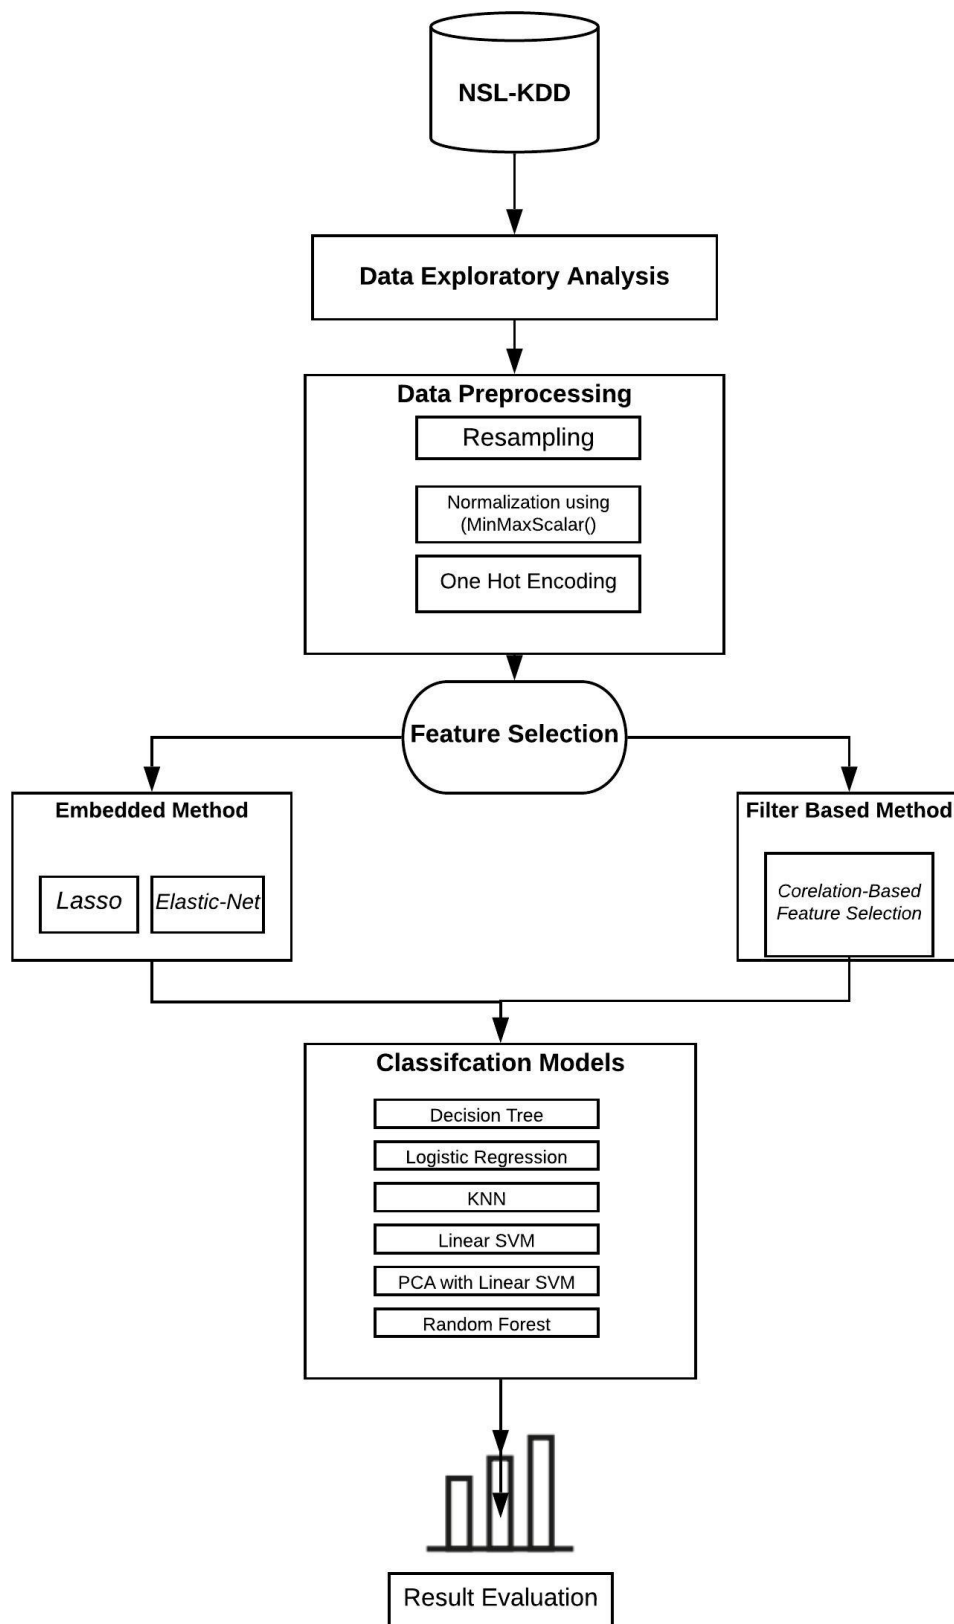 NSL-KDD
Data Exploratory Analysis
Data Preprocessing
Resampling
Normalization using
(MinMaxScalar()
One Hot Encoding
Feature Selection
Embedded Method
Lasso
Elastic-Net
Filter Based Method
Corelation-Based
Feature Selection
Classifcation Models
Decision Tree
Logistic Regression
KNN
Linear SVM
PCA with Linear SVM
Random Forest
Result Evaluation